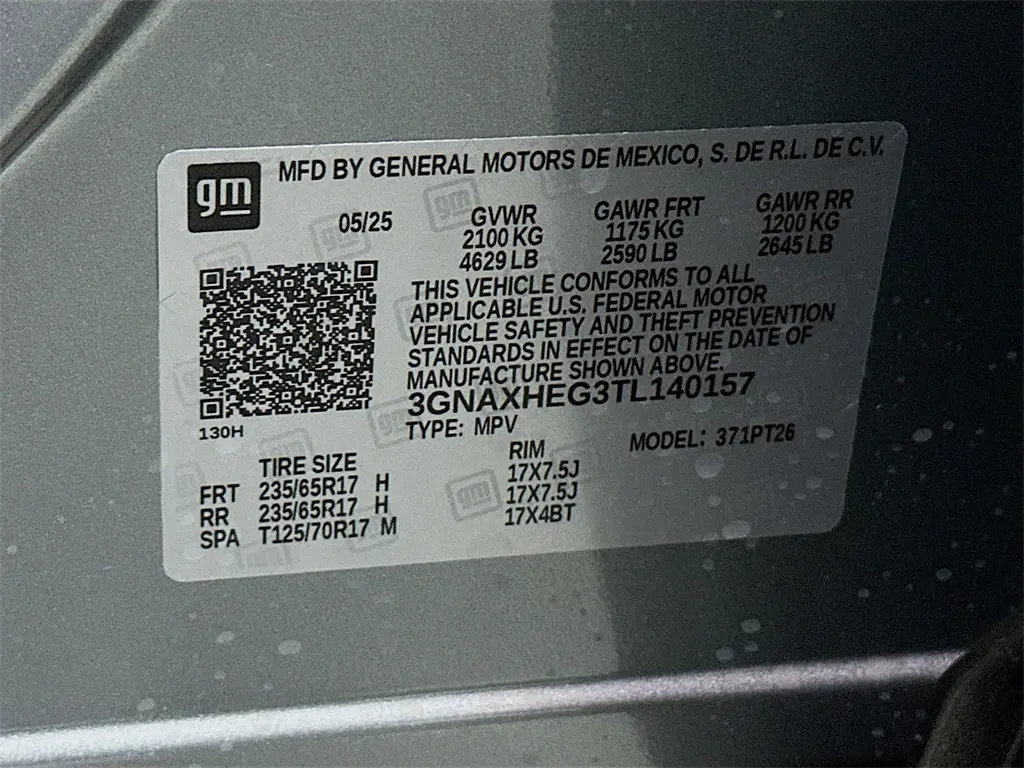 gm MFD BY GENERAL MOTORS DE MEXICO, S. DE R.L. DE C.V.
05/25 GVWR GAWR FRT GAWR RR
2100 KG 1175 KG 1200 KG
4629 LB 2590 LB 2645 LB
THIS VEHICLE CONFORMS TO ALL
APPLICABLE U.S. FEDERAL MOTOR
VEHICLE SAFETY AND THEFT PREVENTION
STANDARDS IN EFFECT ON THE DATE OF
MANUFACTURE SHOWN ABOVE.
3GNAXHEG3TL140157
130H
TYPE: MPV MODEL: 371PT26
TIRE SIZE RIM
FRT 235/65R17 H 17X7.5J
RR 235/65R17 H 17X7.5J
SPA T125/70R17 M 17X4BT